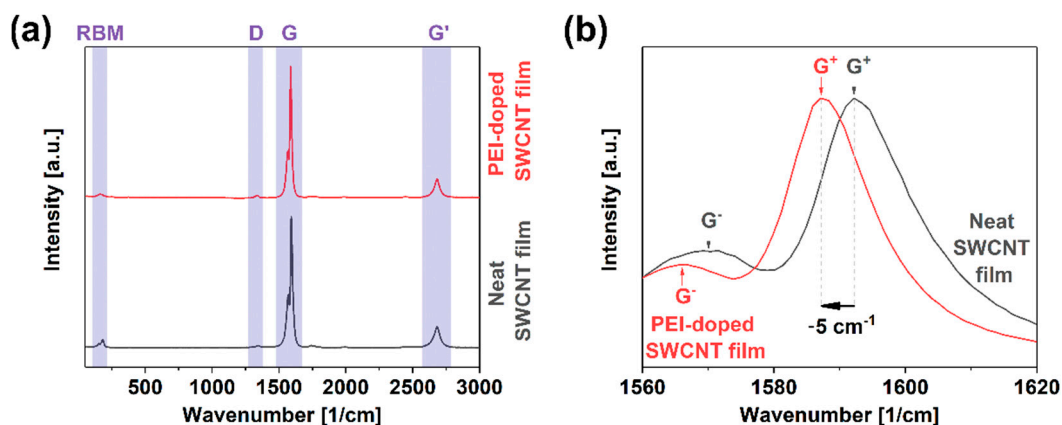 (a)
RBM
D
G
G'
Intensity [a.u.]
PEI-doped
SWCNT film
Neat
SWCNT film
500
1000
1500
2000
2500
3000
Wavenumber [1/cm]
(b)
G⁺
G⁺
G⁻
G⁻
Intensity [a.u.]
Neat
SWCNT
film
-5 cm⁻¹
PEI-doped
SWCNT film
1560
1580
1600
1620
Wavenumber [1/cm]